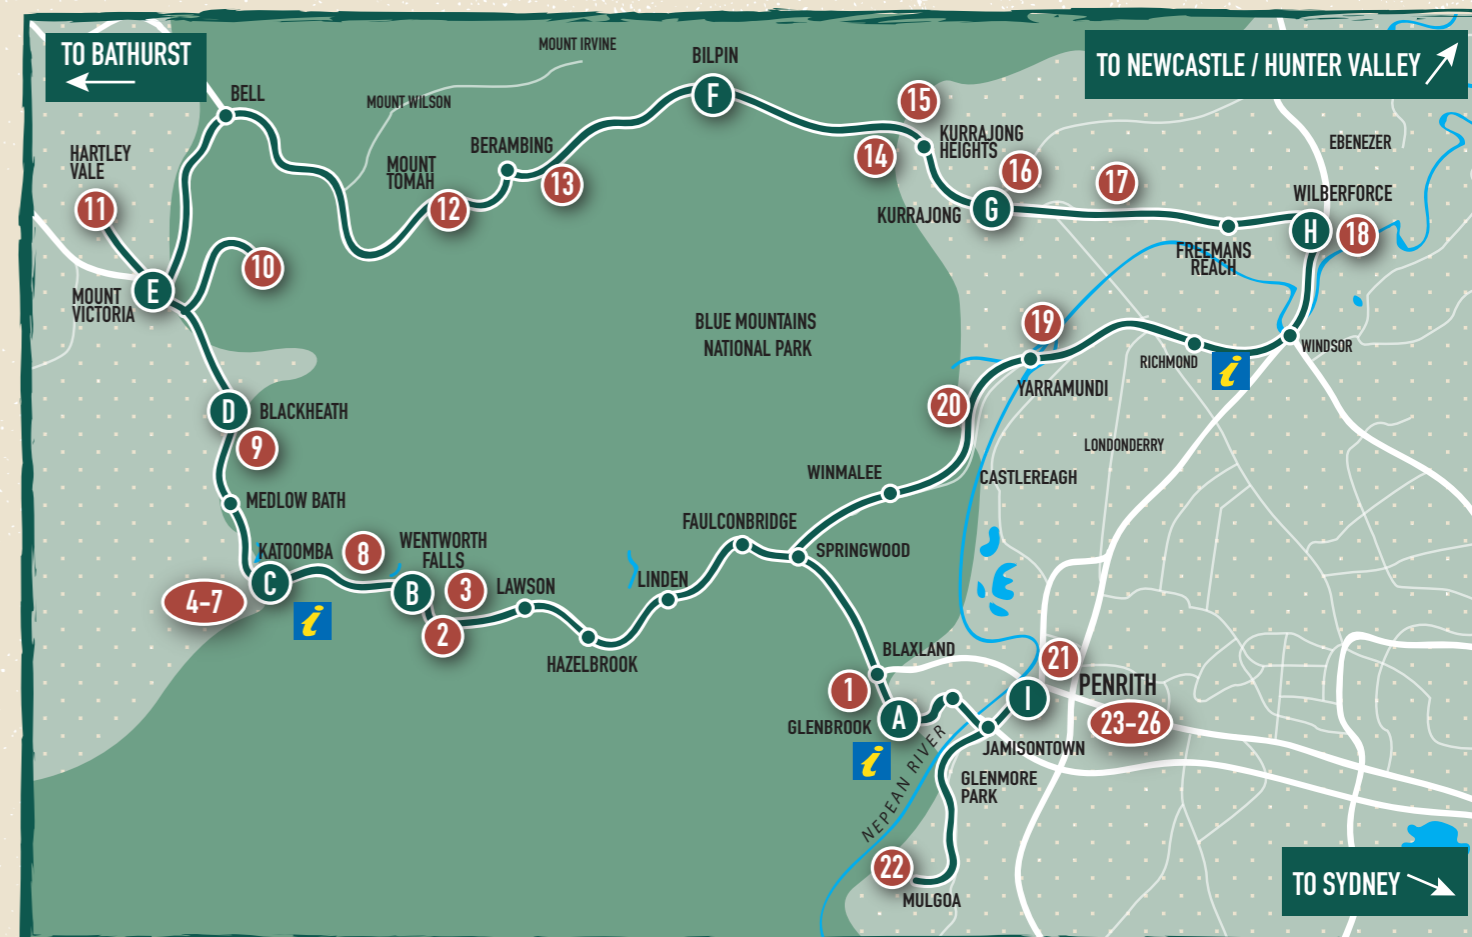 TO BATHURST
TO NEWCASTLE / HUNTER VALLEY
MOUNT IRVINE
BILPIN
F
BELL
MOUNT WILSON
15
EBENEZER
HARTLEY
VALE
11
BERAMBING
MOUNT
TOMAH
12
13
14
KURRAJONG
HEIGHTS
16
17
WILBERFORCE
KURRAJONG
G
H
18
FREEMANS
REACH
10
E
MOUNT
VICTORIA
BLUE MOUNTAINS
NATIONAL PARK
19
RICHMOND
i
WINDSOR
YARRAMUNDI
D
BLACKHEATH
20
9
LONDONDERRY
WINMALEE
CASTLEREAGH
MEDLOW BATH
FAULCONBRIDGE
SPRINGWOOD
KATOOMBA
8
WENTWORTH
FALLS
C
B
3
LAWSON
LINDEN
4-7
i
2
HAZELBROOK
BLAXLAND
21
1
I
PENRITH
GLENBROOK
A
23-26
i
JAMISONTOWN
NEPEAN RIVER
GLENMORE
PARK
22
MULGOA
TO SYDNEY